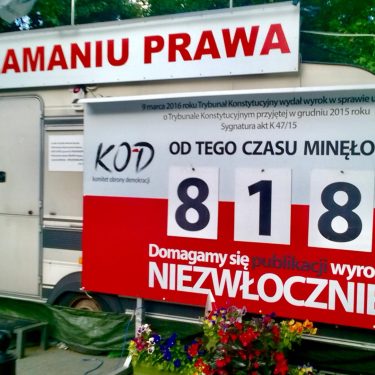 ŁAMANIU PRAWA
9 marca 2016 roku Trybunał Konstytucyjny wydał wyrok w sprawie u
o Trybunale Konstytucyjnym przyjętej w grudniu 2015 roku
Sygnatura akt K 47/15
KOD
komitet obrony demokracji
OD TEGO CZASU MINĘŁO
8 1 8
Domagamy się publikacji wyro
NIEZWŁOCZNIE